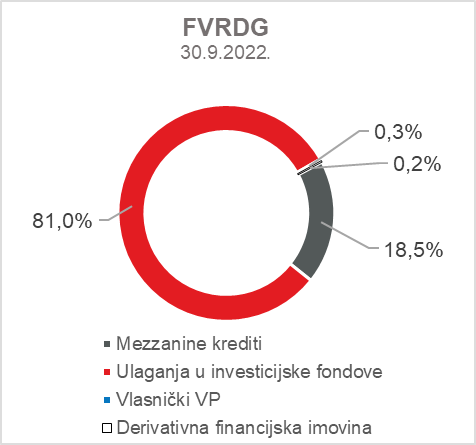 FVRDG
30.9.2022.
0,3%
0,2%
81,0%
18,5%
Mezzanine krediti
Ulaganja u investicijske fondove
Vlasnički VP
Derivativna financijska imovina